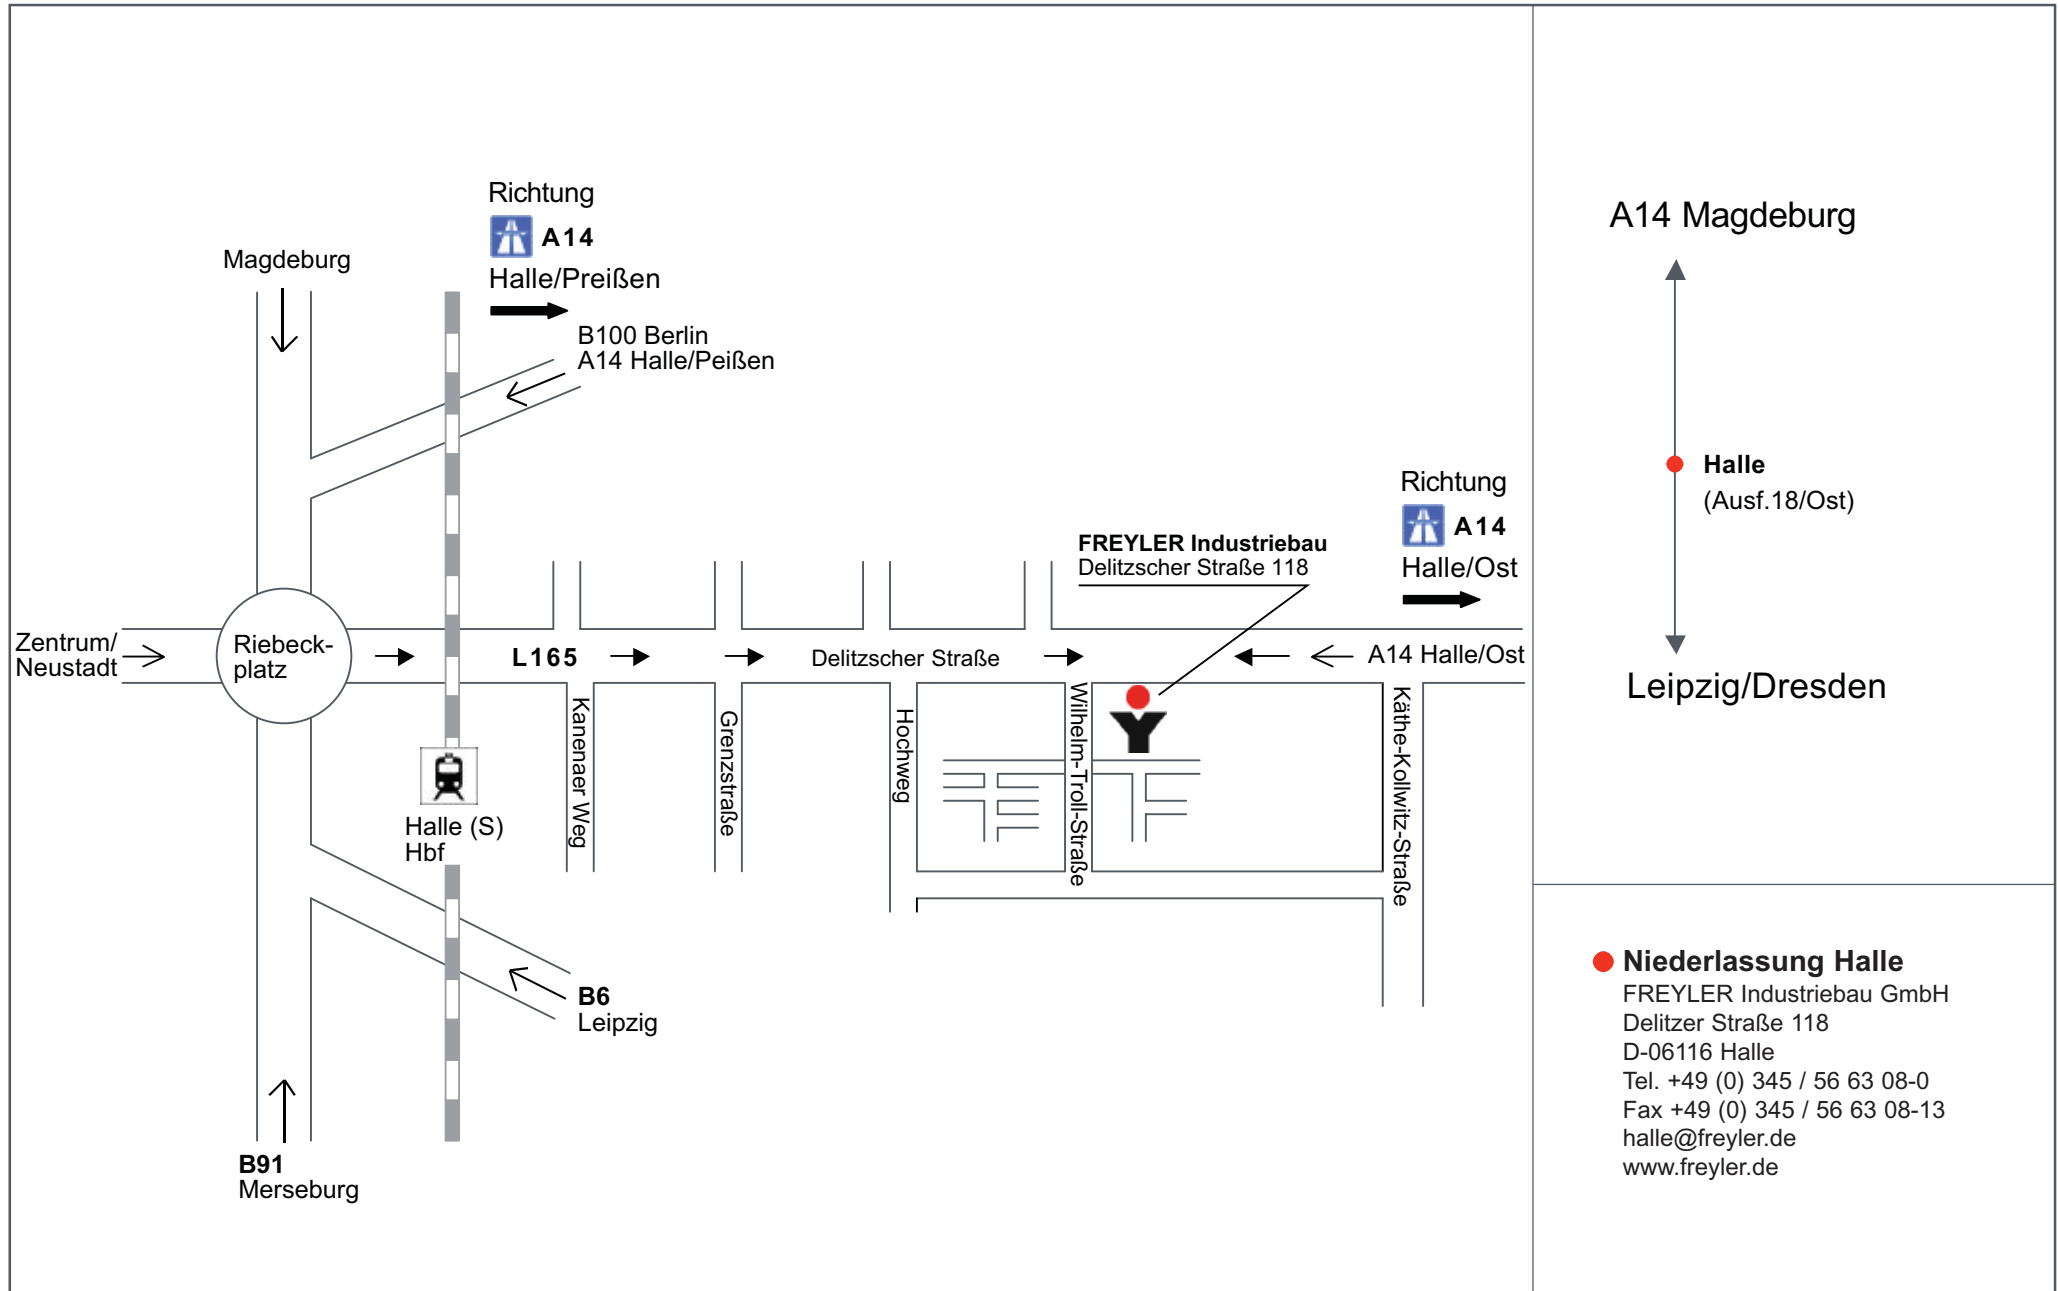 Richtung
A14
Halle/Preißen
Magdeburg
B100 Berlin
A14 Halle/Peißen
Richtung
A14
Halle/Ost
FREYLER Industriebau
Delitzscher Straße 118
Zentrum/
Neustadt
Riebeck-
platz
L165
Delitzscher Straße
A14 Halle/Ost
Kanenaer Weg
Grenzstraße
Hochweg
Wilhelm-Troll-Straße
Käthe-Kollwitz-Straße
Halle (S)
Hbf
B6
Leipzig
B91
Merseburg
A14 Magdeburg
Halle
(Ausf.18/Ost)
Leipzig/Dresden
Niederlassung Halle
FREYLER Industriebau GmbH
Delitzer Straße 118
D-06116 Halle
Tel. +49 (0) 345 / 56 63 08-0
Fax +49 (0) 345 / 56 63 08-13
halle@freyler.de
www.freyler.de